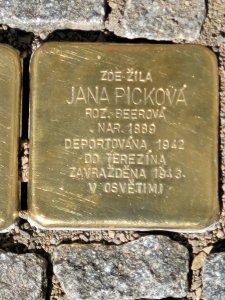 ZDE ŽILA
JANA PICKOVÁ
ROZ. BEEROVÁ
NAR. 1889
DEPORTOVÁNA 1942
DO TEREZÍNA
ZAVRAŽDĚNA 1943
V OSVĚTIMI